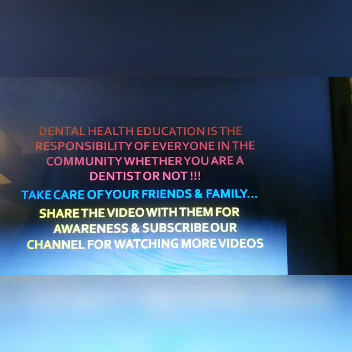 DENTAL HEALTH EDUCATION IS THE
RESPONSIBILITY OF EVERYONE IN THE
COMMUNITY WHETHER YOU ARE A
DENTIST OR NOT !!!
TAKE CARE OF YOUR FRIENDS & FAMILY...
SHARE THE VIDEO WITH THEM FOR
AWARENESS & SUBSCRIBE OUR
CHANNEL FOR WATCHING MORE VIDEOS